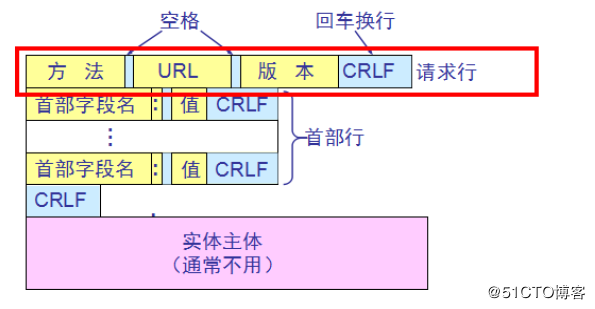 空格 回车换行
方 法 URL 版 本 CRLF 请求行
首部字段名 : 值 CRLF
⋮ 首部行
首部字段名 : 值 CRLF
CRLF
实体主体
（通常不用）
@51CTO博客